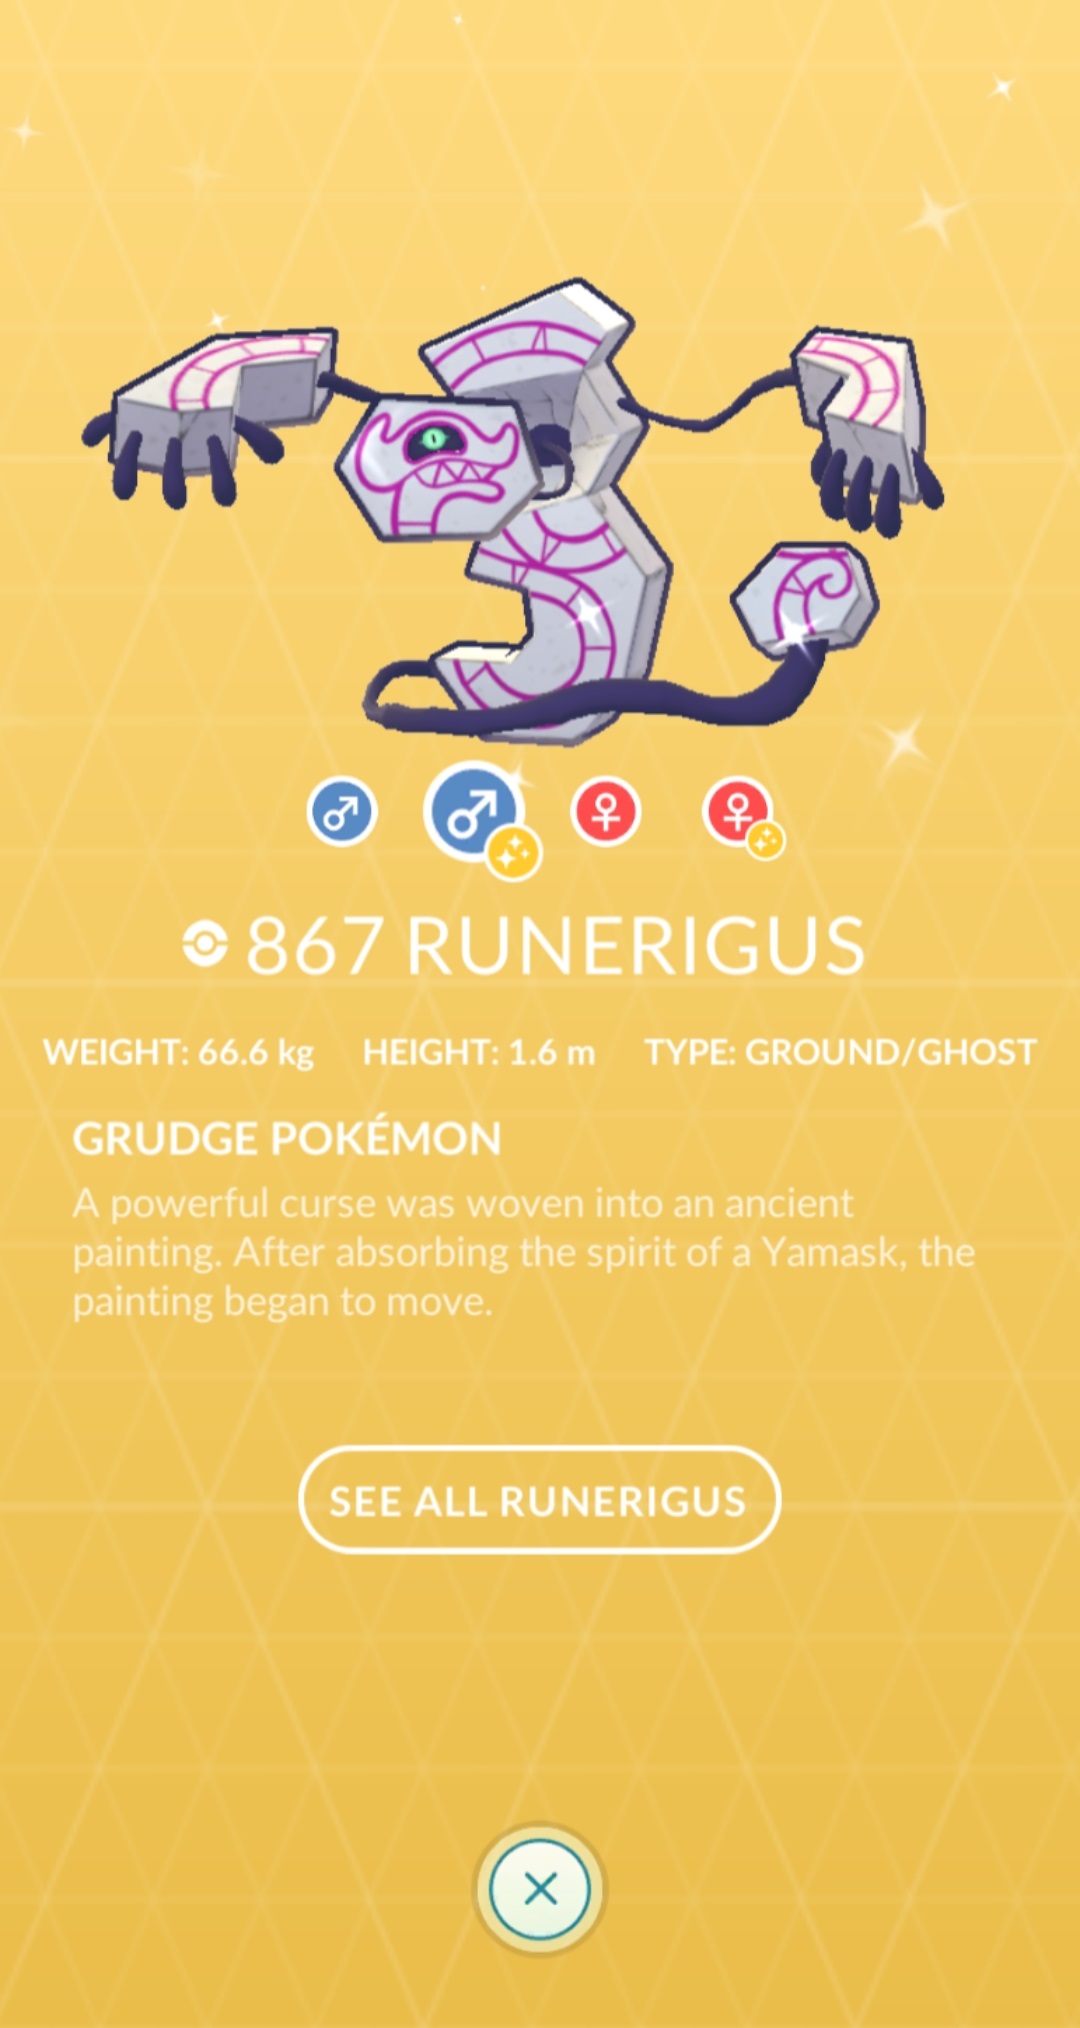 867 RUNERIGUS
WEIGHT: 66.6 kg HEIGHT: 1.6 m TYPE: GROUND/GHOST
GRUDGE POKÉMON
A powerful curse was woven into an ancient
painting. After absorbing the spirit of a Yamask, the
painting began to move.
SEE ALL RUNERIGUS